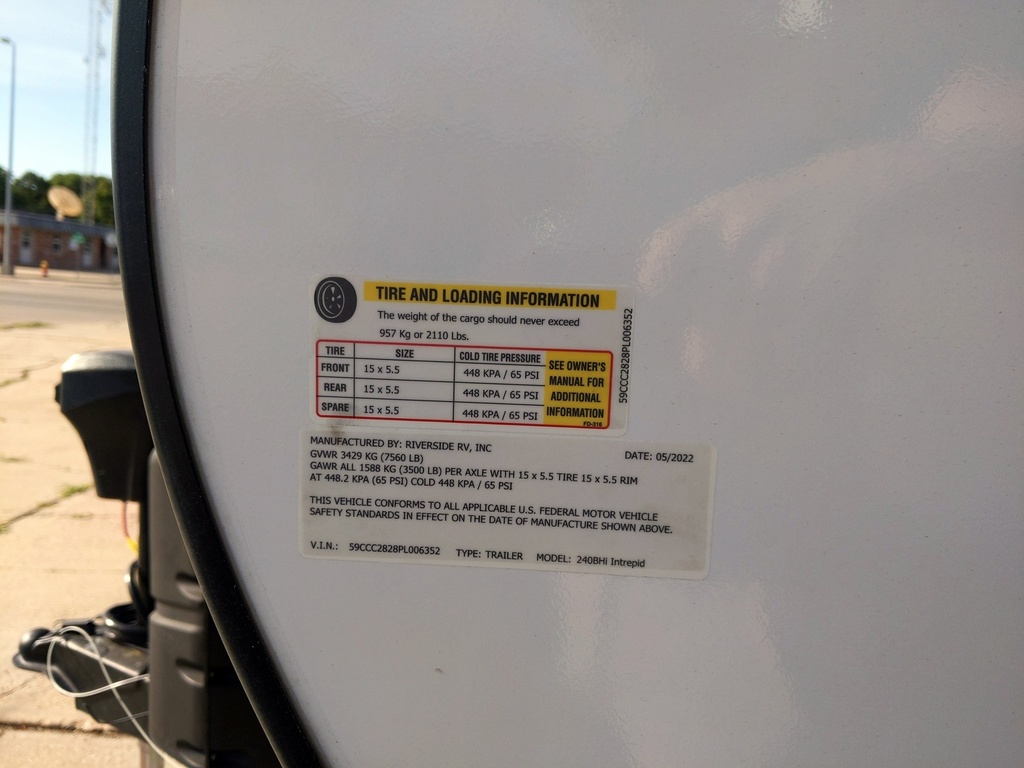 TIRE AND LOADING INFORMATION
The weight of the cargo should never exceed
957 Kg or 2110 Lbs.
TIRE SIZE COLD TIRE PRESSURE
FRONT 15 x 5.5 448 KPA / 65 PSI
REAR 15 x 5.5 448 KPA / 65 PSI
SPARE 15 x 5.5 448 KPA / 65 PSI
SEE OWNER'S
MANUAL FOR
ADDITIONAL
INFORMATION
FD-316
59CCC2828PL006352
MANUFACTURED BY: RIVERSIDE RV, INC DATE: 05/2022
GVWR 3429 KG (7560 LB)
GAWR ALL 1588 KG (3500 LB) PER AXLE WITH 15 x 5.5 TIRE 15 x 5.5 RIM
AT 448.2 KPA (65 PSI) COLD 448 KPA / 65 PSI
THIS VEHICLE CONFORMS TO ALL APPLICABLE U.S. FEDERAL MOTOR VEHICLE
SAFETY STANDARDS IN EFFECT ON THE DATE OF MANUFACTURE SHOWN ABOVE.
V.I.N.: 59CCC2828PL006352 TYPE: TRAILER MODEL: 240BHi Intrepid